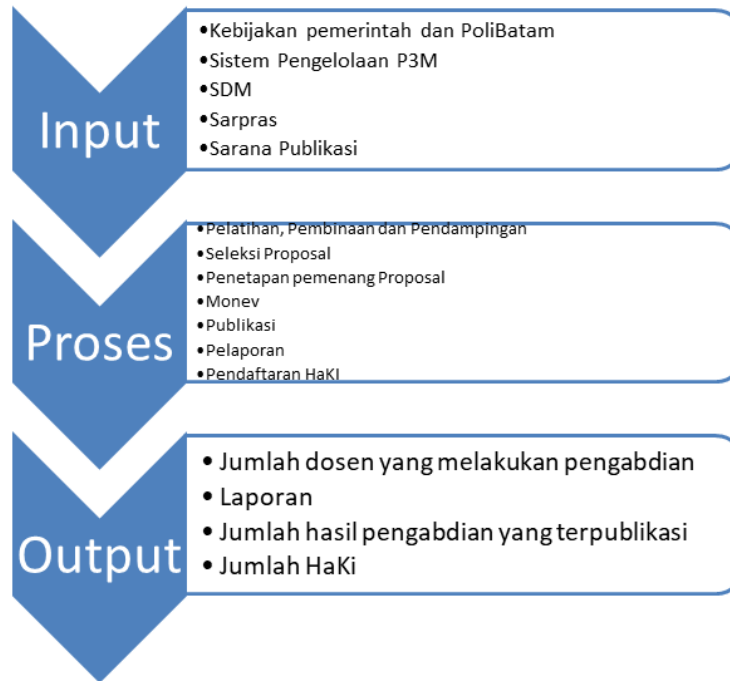 Input
•Kebijakan pemerintah dan PoliBatam
•Sistem Pengelolaan P3M
•SDM
•Sarpras
•Sarana Publikasi
Proses
•Pelatihan, Pembinaan dan Pendampingan
•Seleksi Proposal
•Penetapan pemenang Proposal
•Monev
•Publikasi
•Pelaporan
•Pendaftaran HaKI
Output
• Jumlah dosen yang melakukan pengabdian
• Laporan
• Jumlah hasil pengabdian yang terpublikasi
• Jumlah HaKi